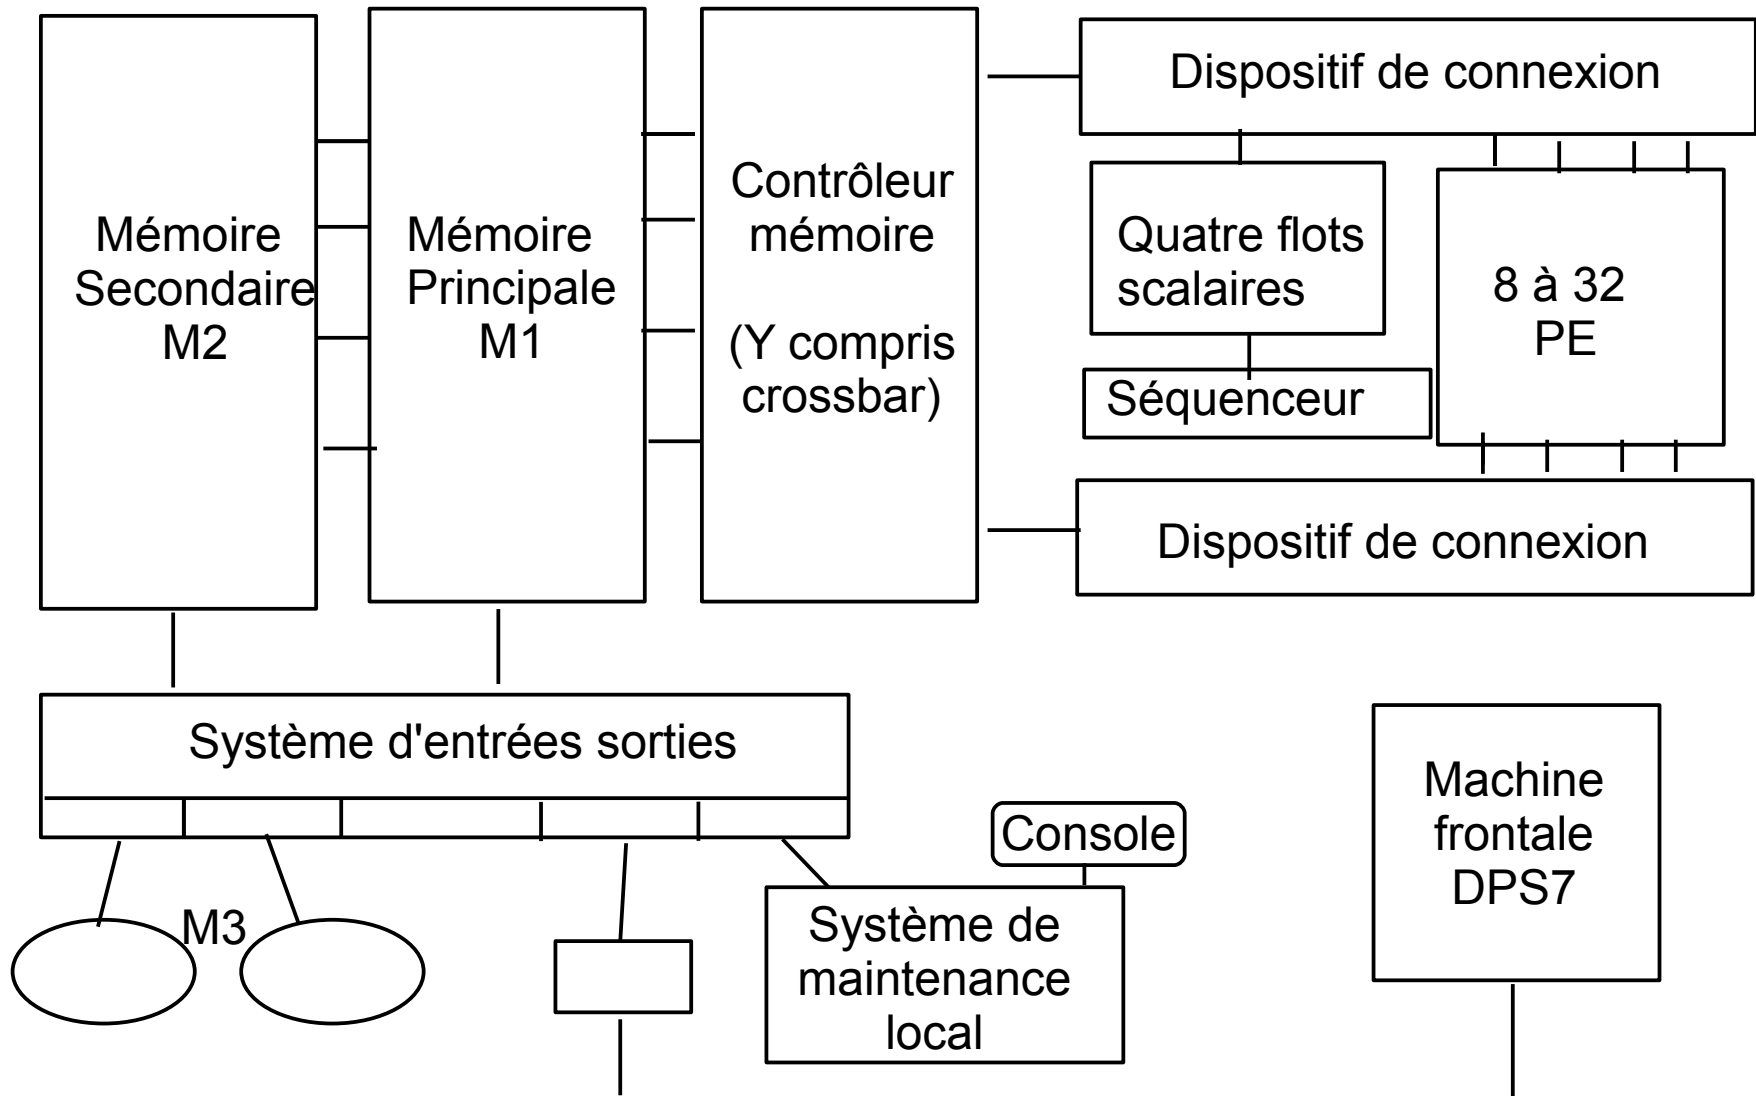 Dispositif de connexion
Mémoire
Secondaire
M2
Mémoire
Principale
M1
Contrôleur
mémoire
(Y compris
crossbar)
Quatre flots
scalaires
8 à 32
PE
Séquenceur
Dispositif de connexion
Système d'entrées sorties
Machine
frontale
DPS7
Console
M3
Système de
maintenance
local